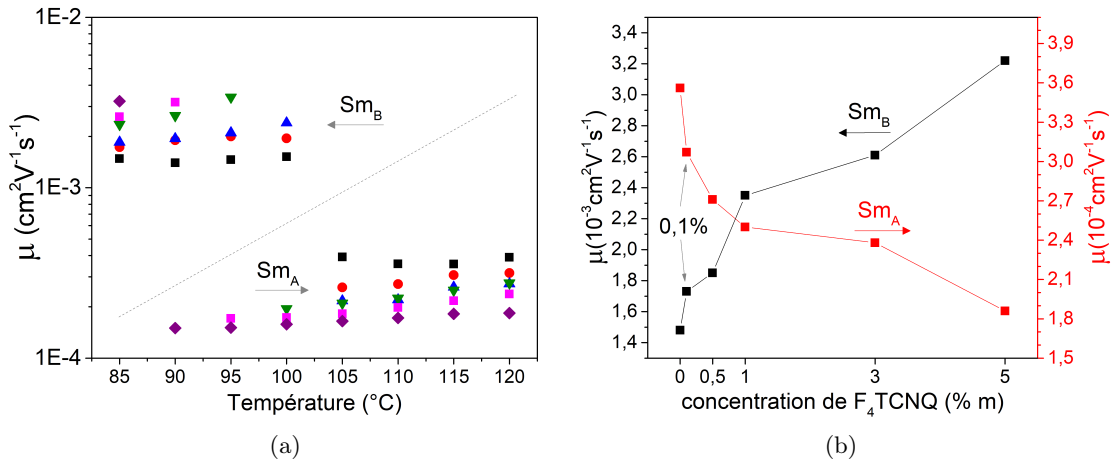 (a)
1E-2
1E-3
1E-4
μ (cm²V⁻¹s⁻¹)
Sm_B
Sm_A
85 90 95 100 105 110 115 120
Température (°C)
(a)
(b)
3,4
3,2
3,0
2,8
2,6
2,4
2,2
2,0
1,8
1,6
1,4
μ(10⁻³cm²V⁻¹s⁻¹)
Sm_B
0,1%
Sm_A
3,9
3,6
3,3
3,0
2,7
2,4
2,1
1,8
1,5
μ(10⁻⁴cm²V⁻¹s⁻¹)
0 0,5 1 3 5
concentration de F₄TCNQ (% m)
(b)